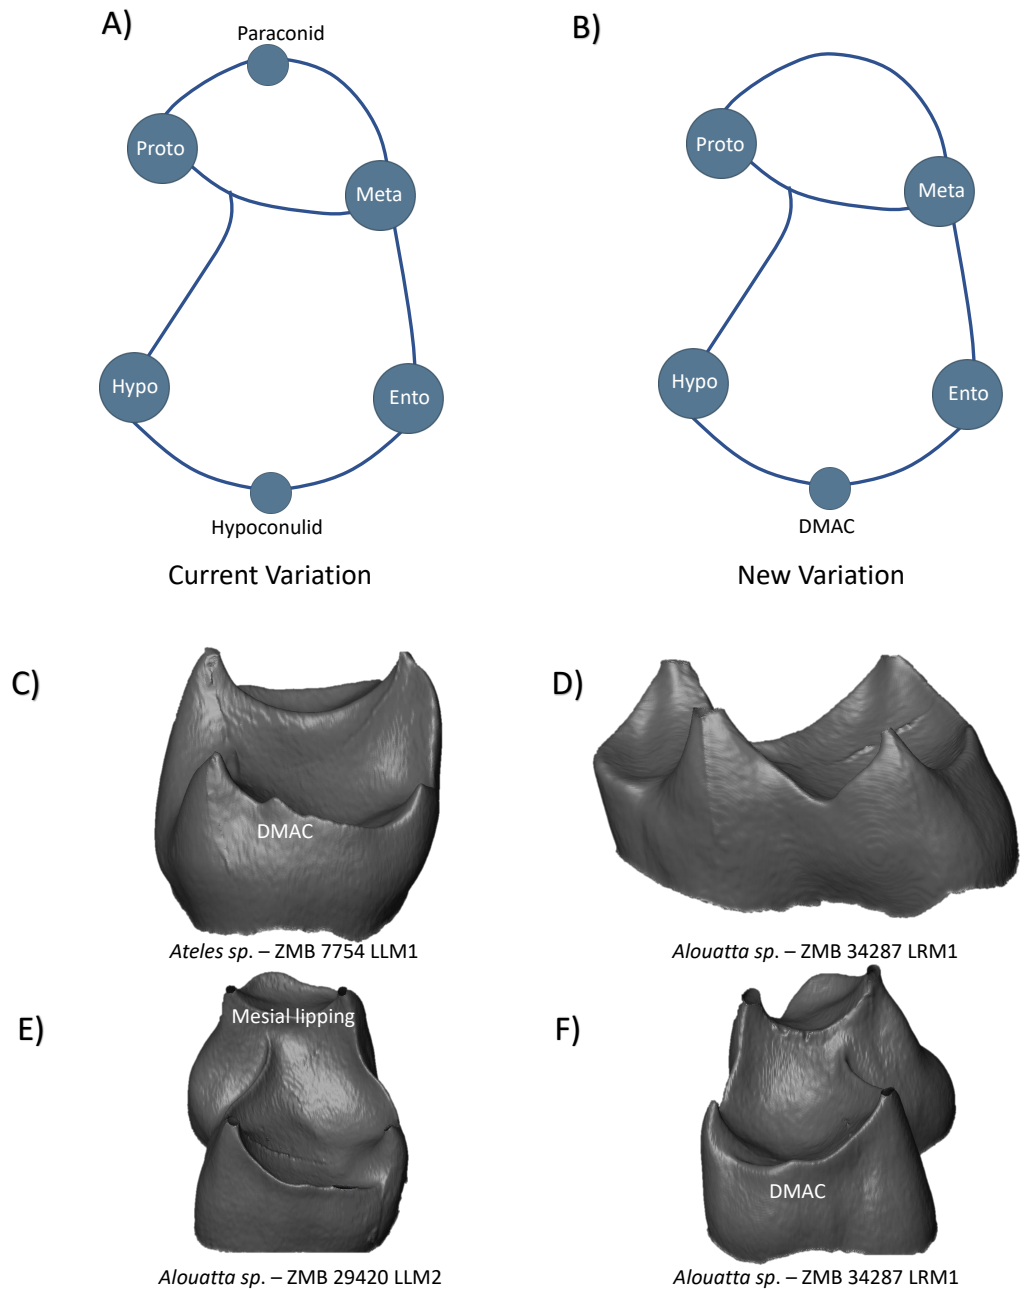 A)
B)
Paraconid
Proto
Meta
Hypo
Ento
Hypoconulid
Current Variation
Proto
Meta
Hypo
Ento
DMAC
New Variation
C)
DMAC
Ateles sp. – ZMB 7754 LLM1
D)
Alouatta sp. – ZMB 34287 LRM1
E)
Mesial lipping
Alouatta sp. – ZMB 29420 LLM2
F)
DMAC
Alouatta sp. – ZMB 34287 LRM1